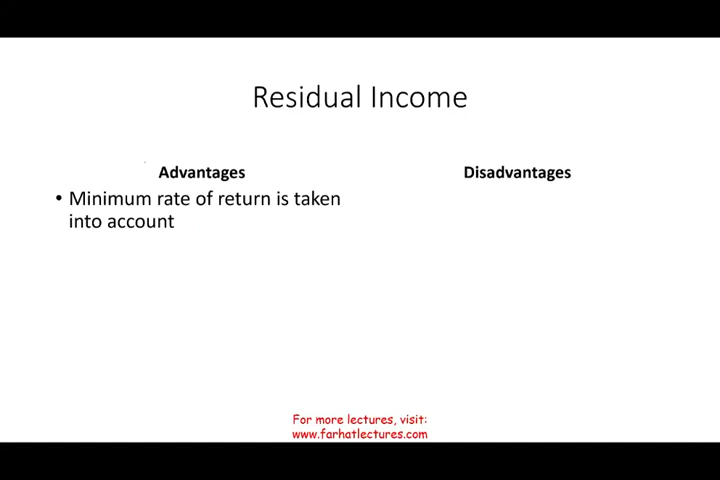 Residual Income
Advantages
• Minimum rate of return is taken
into account
Disadvantages
For more lectures, visit:
www.farhatlectures.com